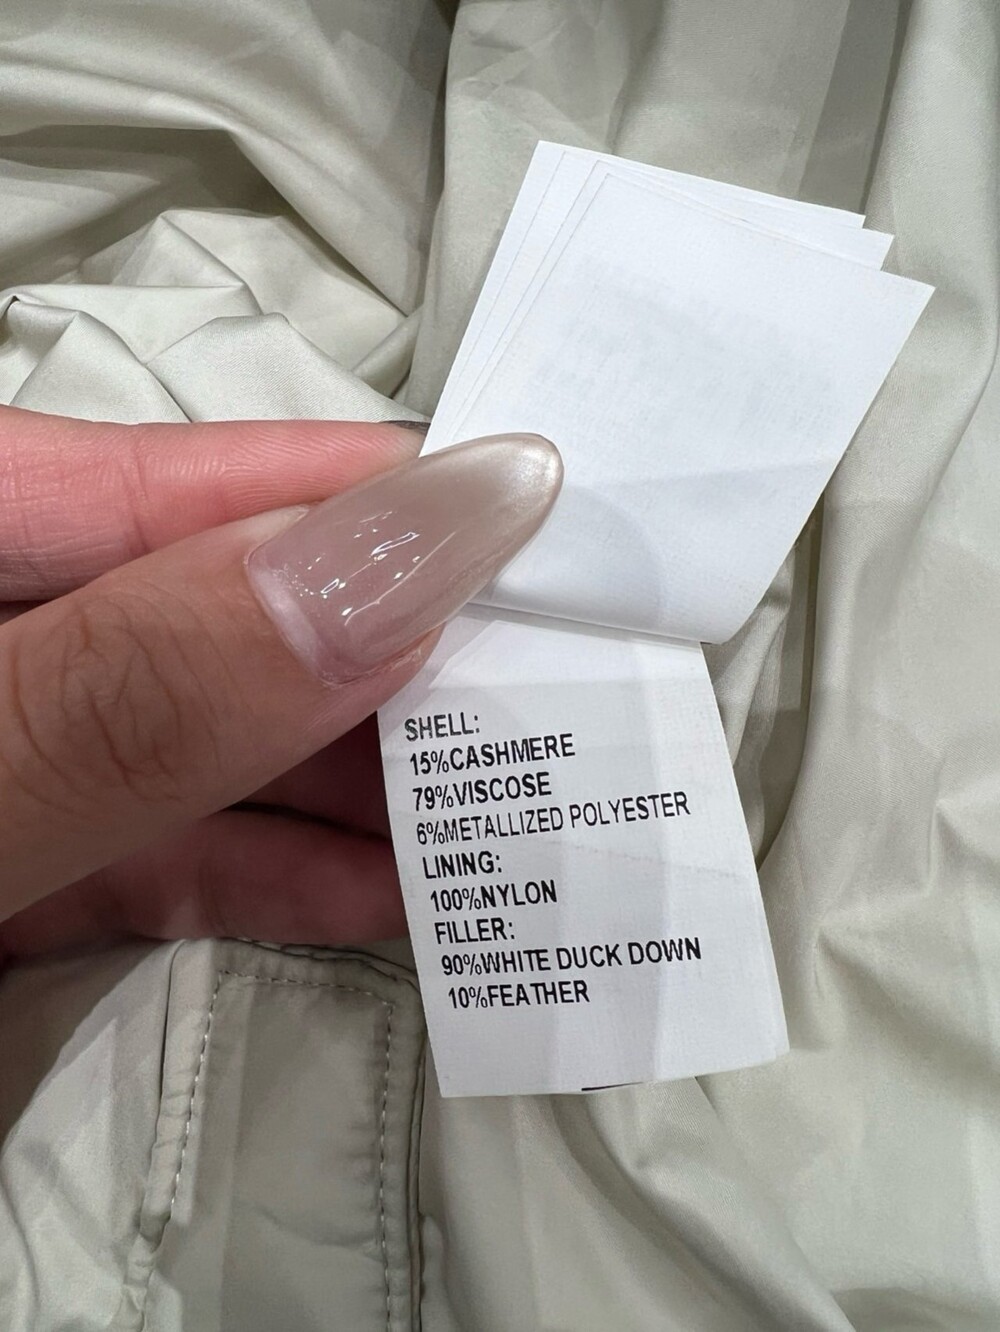 SHELL:
15%CASHMERE
79%VISCOSE
6%METALLIZED POLYESTER
LINING:
100%NYLON
FILLER:
90%WHITE DUCK DOWN
10%FEATHER